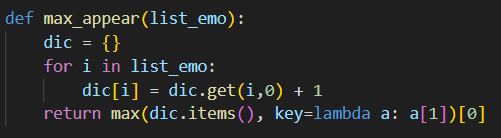 def max_appear(list_emo):
    dic = {}
    for i in list_emo:
        dic[i] = dic.get(i,0) + 1
    return max(dic.items(), key=lambda a: a[1])[0]